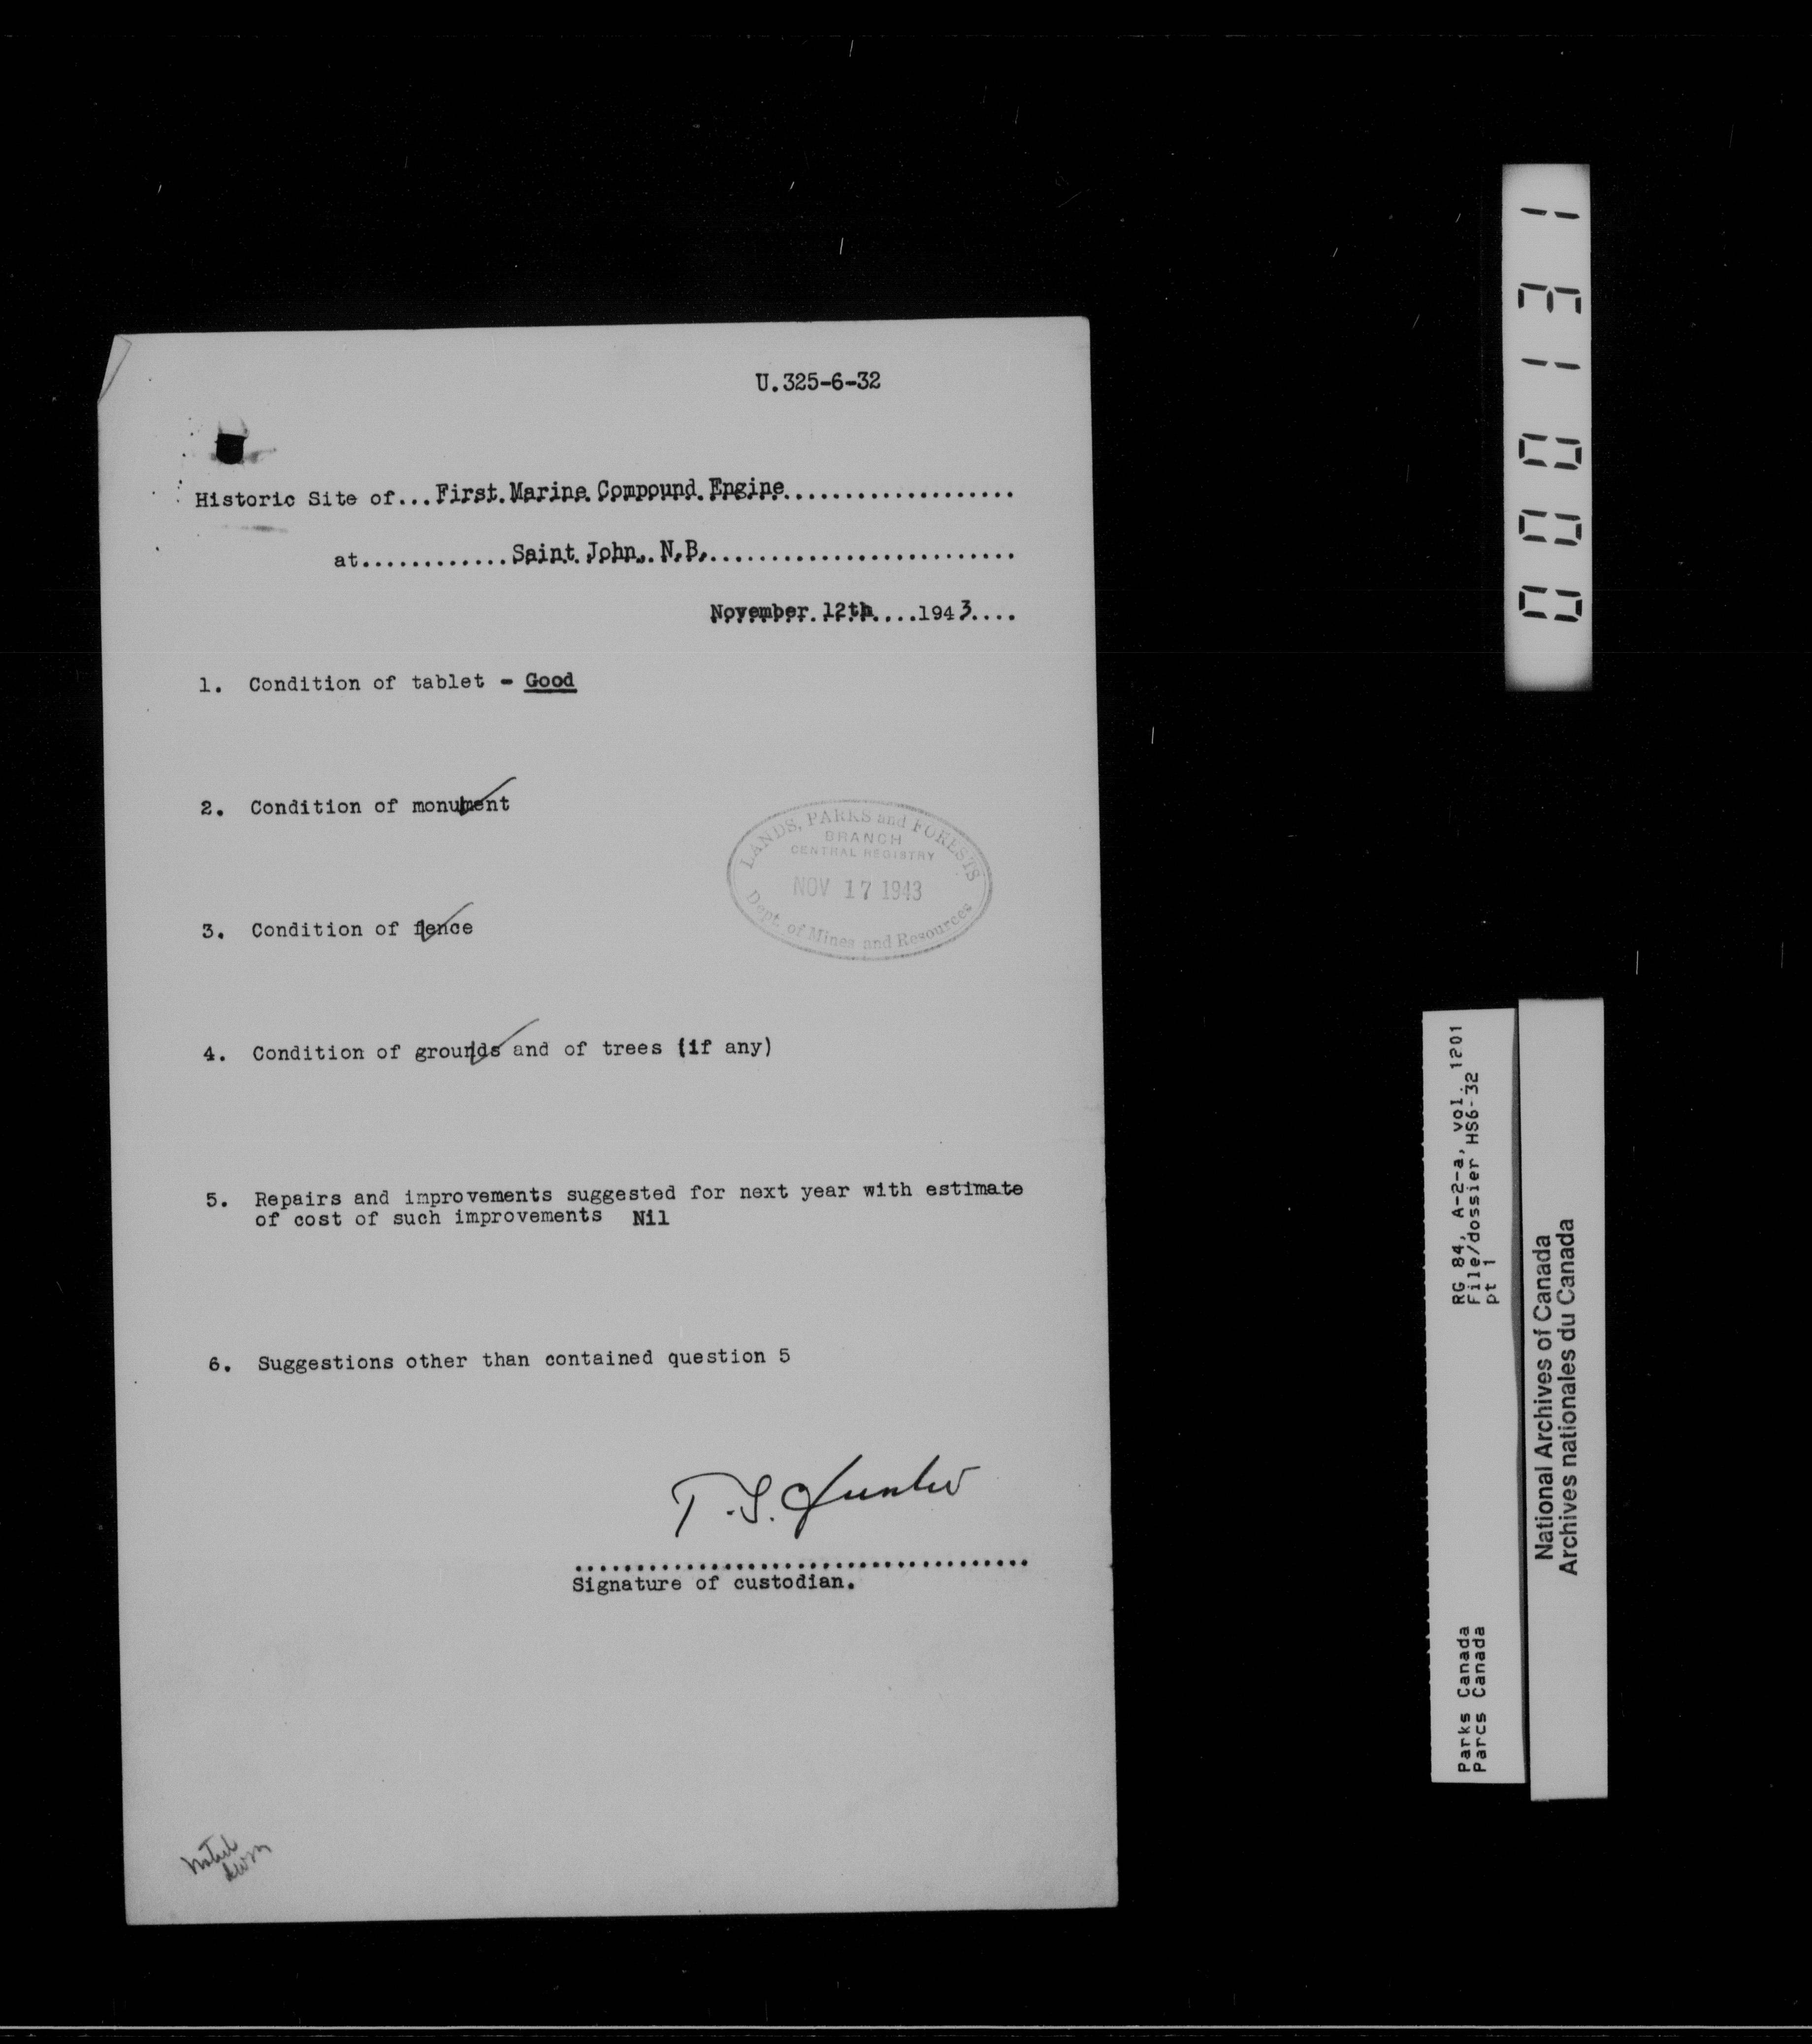 U.325-6-32
Historic Site of...First Marine Compound Engine....................
at............Saint John, N.B...........................
November 12th....1943....
1. Condition of tablet - Good
2. Condition of monument
LANDS, PARKS and FORESTS
BRANCH
CENTRAL REGISTRY
NOV 17 1943
Dept. of Mines and Resources
3. Condition of fence
4. Condition of grounds and of trees (if any)
5. Repairs and improvements suggested for next year with estimate
of cost of such improvements Nil
6. Suggestions other than contained question 5
T.S.
Signature of custodian.
noted
000131
RG 84, A-2-a, vol. 1201
File/dossier HS6-32
pt 1
Parks Canada
Parcs Canada
National Archives of Canada
Archives nationales du Canada